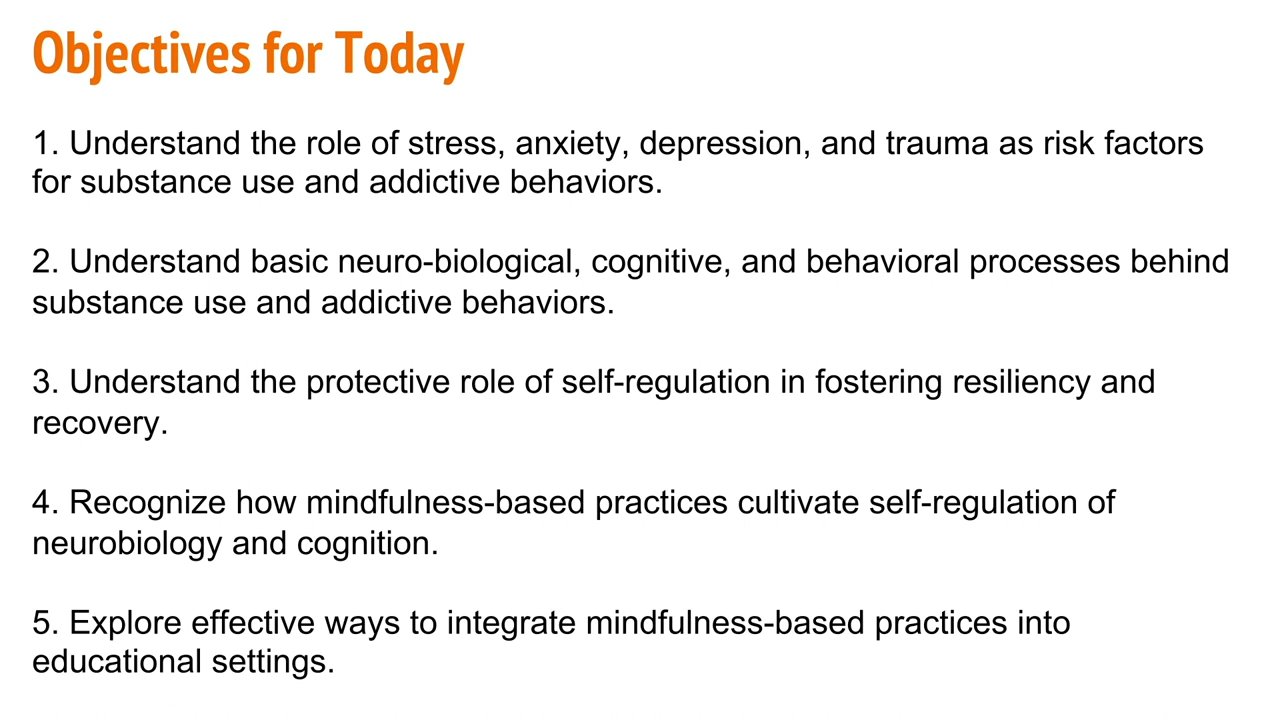 Objectives for Today
1. Understand the role of stress, anxiety, depression, and trauma as risk factors
for substance use and addictive behaviors.
2. Understand basic neuro-biological, cognitive, and behavioral processes behind
substance use and addictive behaviors.
3. Understand the protective role of self-regulation in fostering resiliency and
recovery.
4. Recognize how mindfulness-based practices cultivate self-regulation of
neurobiology and cognition.
5. Explore effective ways to integrate mindfulness-based practices into
educational settings.